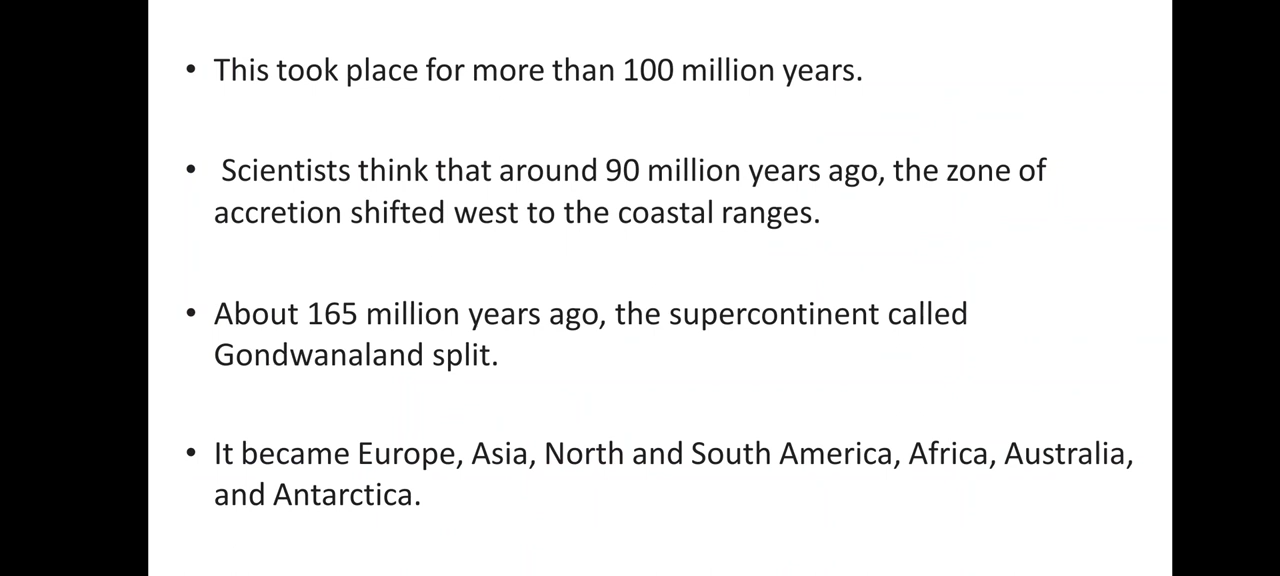 • This took place for more than 100 million years.
• Scientists think that around 90 million years ago, the zone of
accretion shifted west to the coastal ranges.
• About 165 million years ago, the supercontinent called
Gondwanaland split.
• It became Europe, Asia, North and South America, Africa, Australia,
and Antarctica.